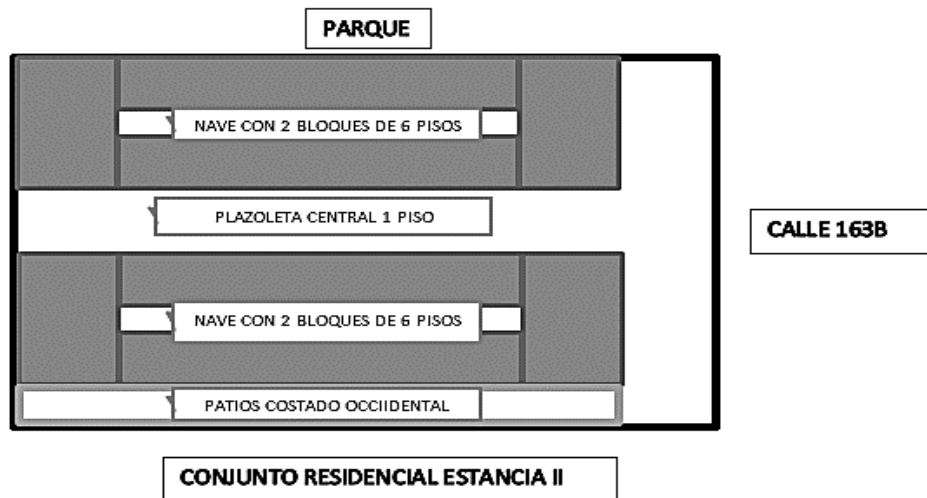 PARQUE
NAVE CON 2 BLOQUES DE 6 PISOS
PLAZOLETA CENTRAL 1 PISO
CALLE 163B
NAVE CON 2 BLOQUES DE 6 PISOS
PATIOS COSTADO OCCIIDENTAL
CONJUNTO RESIDENCIAL ESTANCIA II